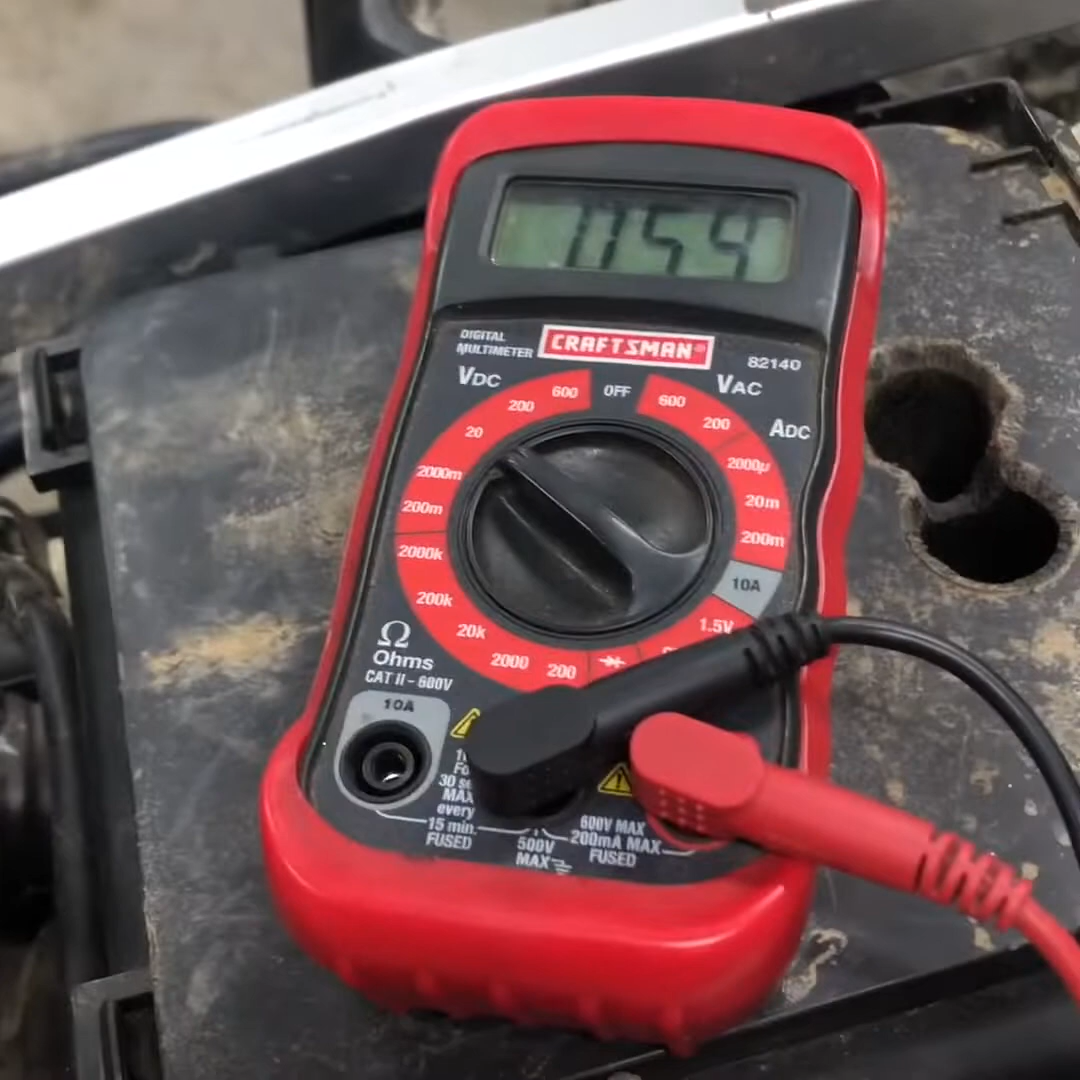 DIGITAL
MULTIMETER
CRAFTSMAN®
82140
VDC
OFF
VAC
ADC
600
200
20
2000m
200m
2000k
200k
20k
2000
200
600
200
2000µ
20m
200m
10A
1.5V
Ω
Ohms
CAT II - 600V
10A
30
MAX
every
15 min.
FUSED
500V
MAX
600V MAX
200mA MAX
FUSED